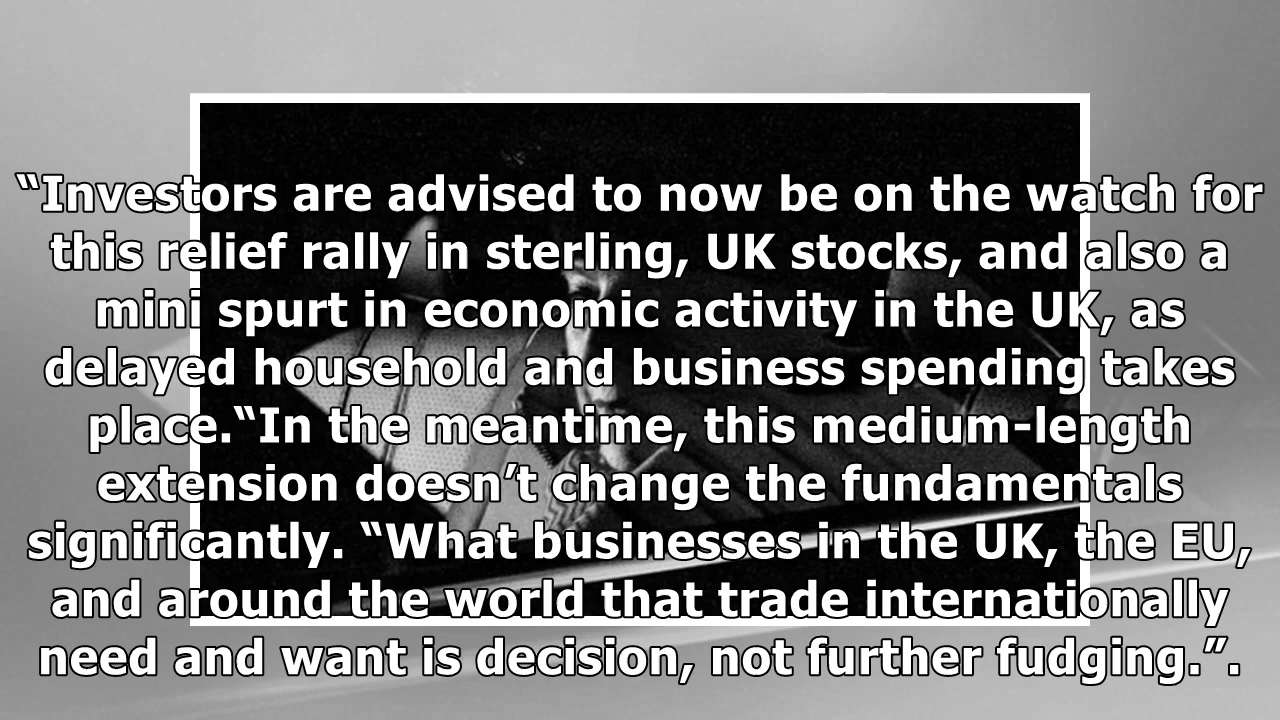 “Investors are advised to now be on the watch for
this relief rally in sterling, UK stocks, and also a
mini spurt in economic activity in the UK, as
delayed household and business spending takes
place.“In the meantime, this medium-length
extension doesn’t change the fundamentals
significantly. “What businesses in the UK, the EU,
and around the world that trade internationally
need and want is decision, not further fudging.”.